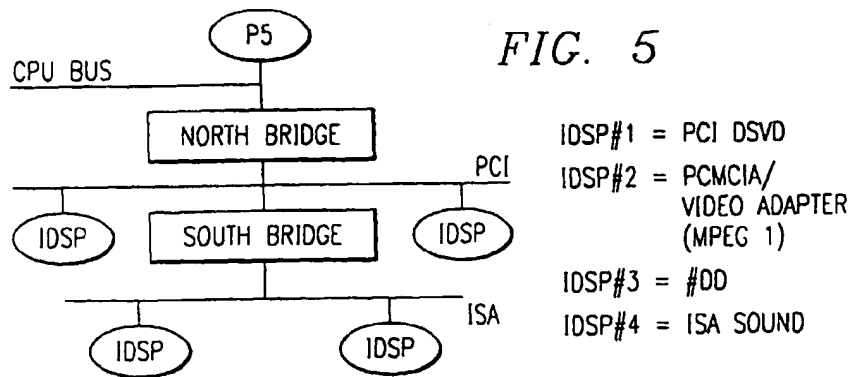 P5
FIG. 5
CPU BUS
NORTH BRIDGE
PCI
IDSP
SOUTH BRIDGE
IDSP
ISA
IDSP
IDSP
IDSP#1 = PCI DSVD
IDSP#2 = PCMCIA/
VIDEO ADAPTER
(MPEG 1)
IDSP#3 = #DD
IDSP#4 = ISA SOUND